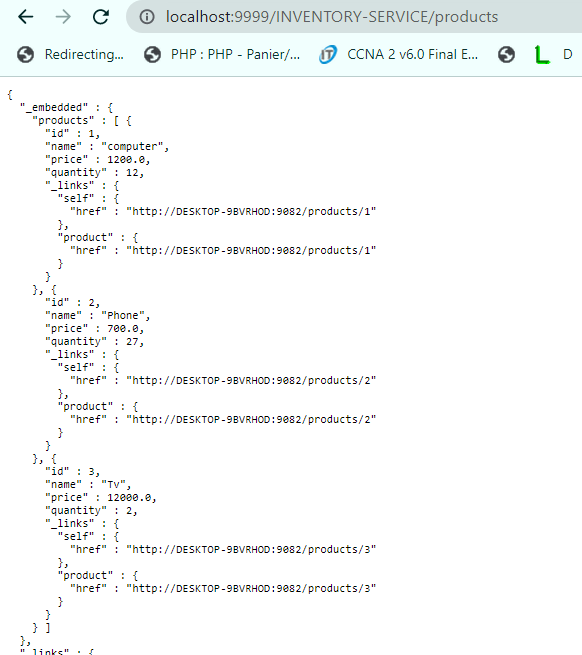 localhost:9999/INVENTORY-SERVICE/products
Redirecting... PHP : PHP - Panier/... CCNA 2 v6.0 Final E... D
{
  "_embedded" : {
    "products" : [ {
      "id" : 1,
      "name" : "computer",
      "price" : 1200.0,
      "quantity" : 12,
      "_links" : {
        "self" : {
          "href" : "http://DESKTOP-9BVRHOD:9082/products/1"
        },
        "product" : {
          "href" : "http://DESKTOP-9BVRHOD:9082/products/1"
        }
      }
    }, {
      "id" : 2,
      "name" : "Phone",
      "price" : 700.0,
      "quantity" : 27,
      "_links" : {
        "self" : {
          "href" : "http://DESKTOP-9BVRHOD:9082/products/2"
        },
        "product" : {
          "href" : "http://DESKTOP-9BVRHOD:9082/products/2"
        }
      }
    }, {
      "id" : 3,
      "name" : "Tv",
      "price" : 12000.0,
      "quantity" : 2,
      "_links" : {
        "self" : {
          "href" : "http://DESKTOP-9BVRHOD:9082/products/3"
        },
        "product" : {
          "href" : "http://DESKTOP-9BVRHOD:9082/products/3"
        }
      }
    } ]
  },
  "_links" : {